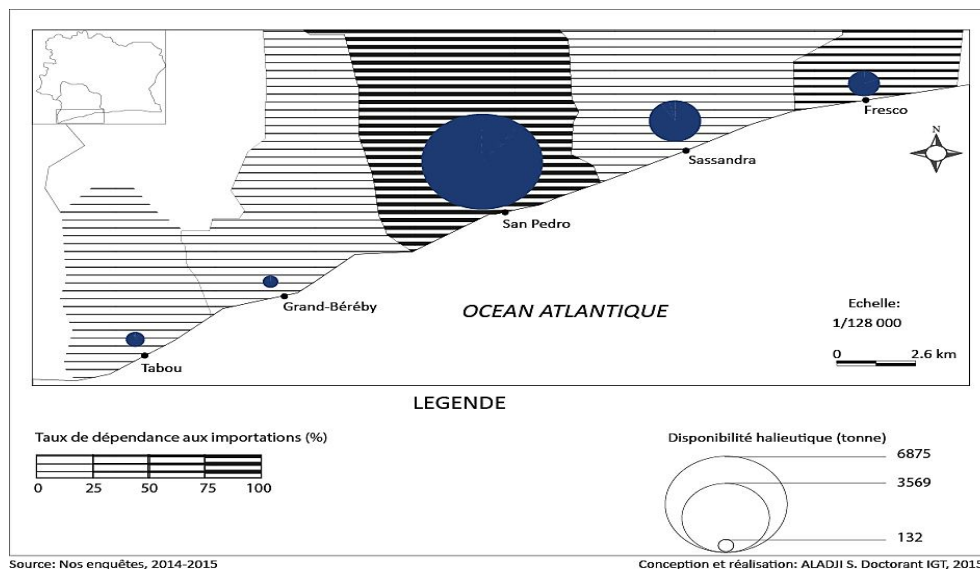 N
Fresco
Sassandra
San Pedro
Grand-Béréby
Tabou
OCEAN ATLANTIQUE
Echelle:
1/128 000
0 2.6 km
LEGENDE
Taux de dépendance aux importations (%)
0 25 50 75 100
Disponibilité halieutique (tonne)
6875
3569
132
Source: Nos enquêtes, 2014-2015
Conception et réalisation: ALADJI S. Doctorant IGT, 2015